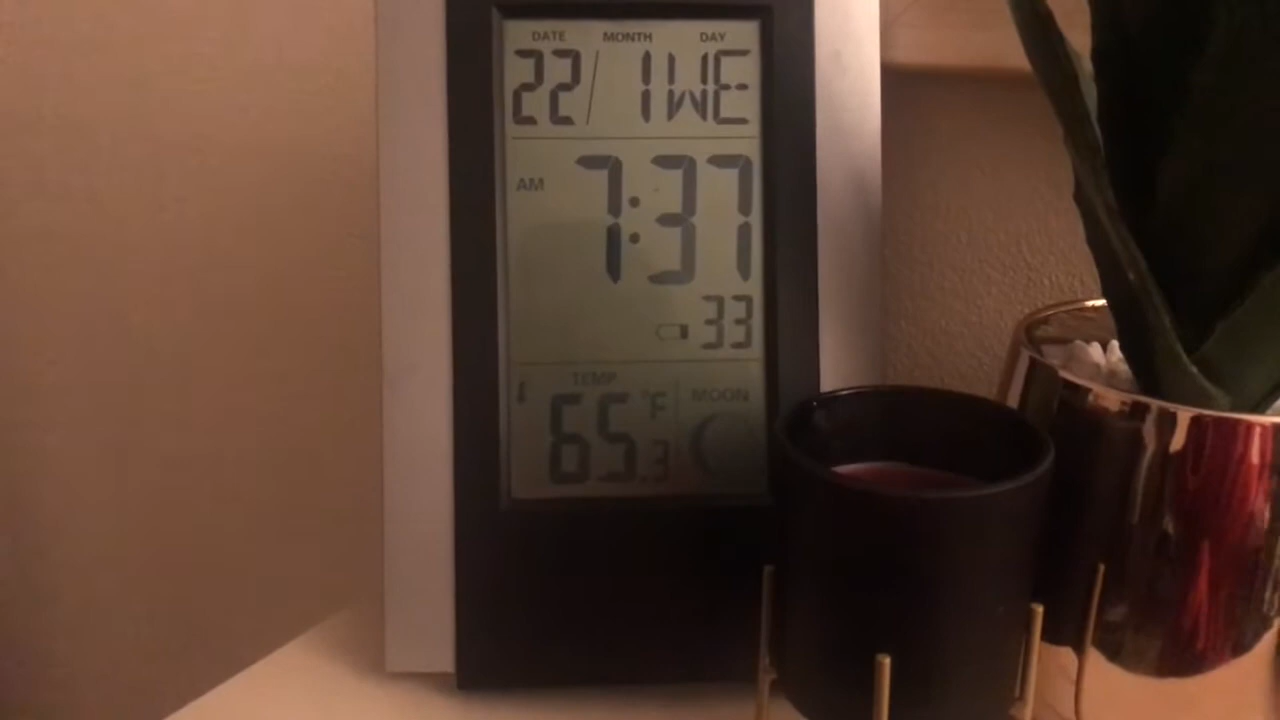 DATE MONTH DAY
22/ 1 WE
AM 7:37
33
TEMP MOON
65.3 °F